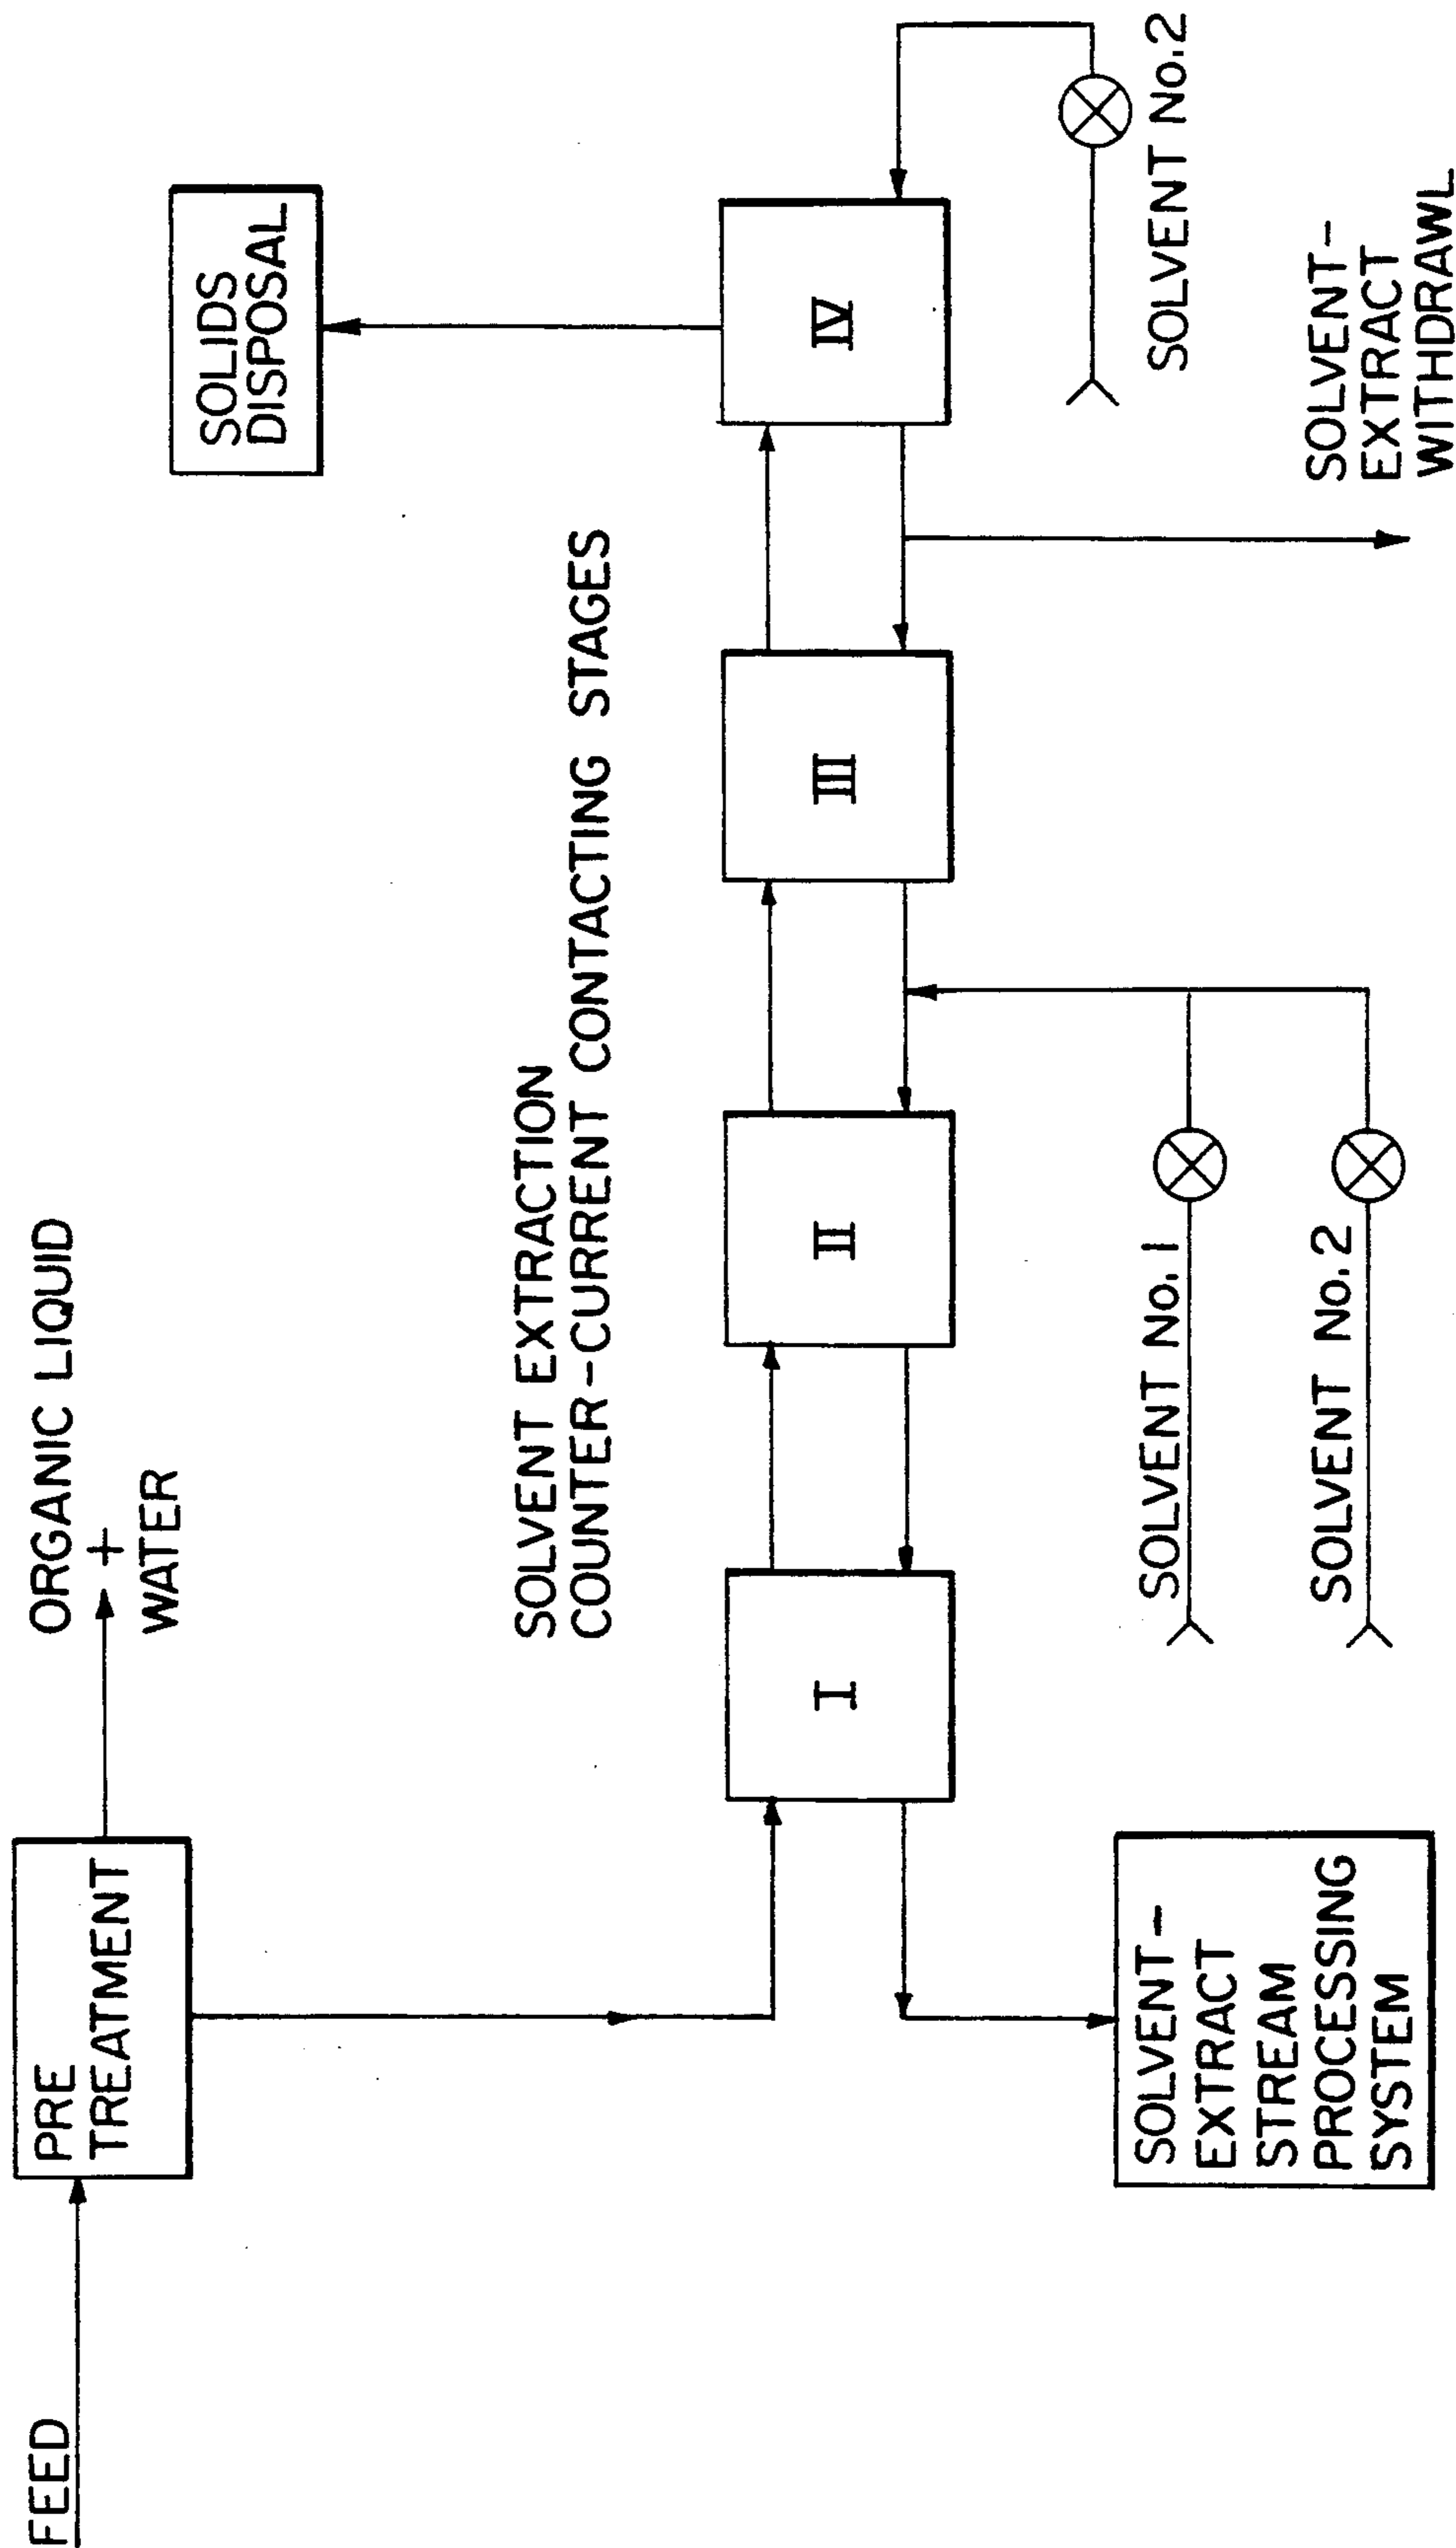 FEED
PRE
TREATMENT
ORGANIC LIQUID
+
WATER
SOLIDS
DISPOSAL
SOLVENT EXTRACTION
COUNTER-CURRENT CONTACTING STAGES
I
II
III
IV
SOLVENT-
EXTRACT
STREAM
PROCESSING
SYSTEM
SOLVENT No. 1
SOLVENT No. 2
SOLVENT No. 2
SOLVENT-
EXTRACT
WITHDRAWL